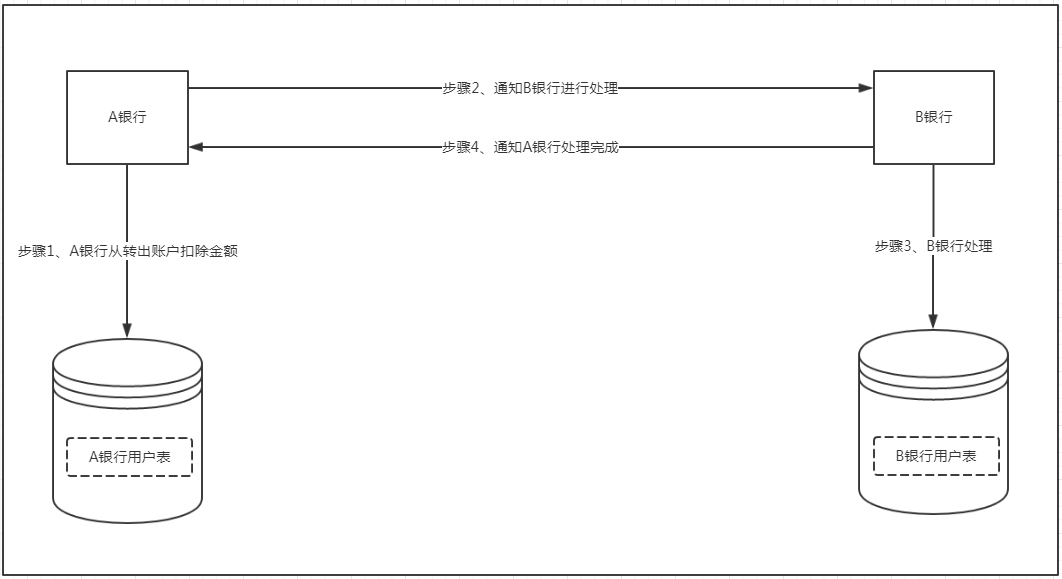 步骤2、通知B银行进行处理
A银行
B银行
步骤4、通知A银行处理完成
步骤1、A银行从转出账户扣除金额
步骤3、B银行处理
A银行用户表
B银行用户表